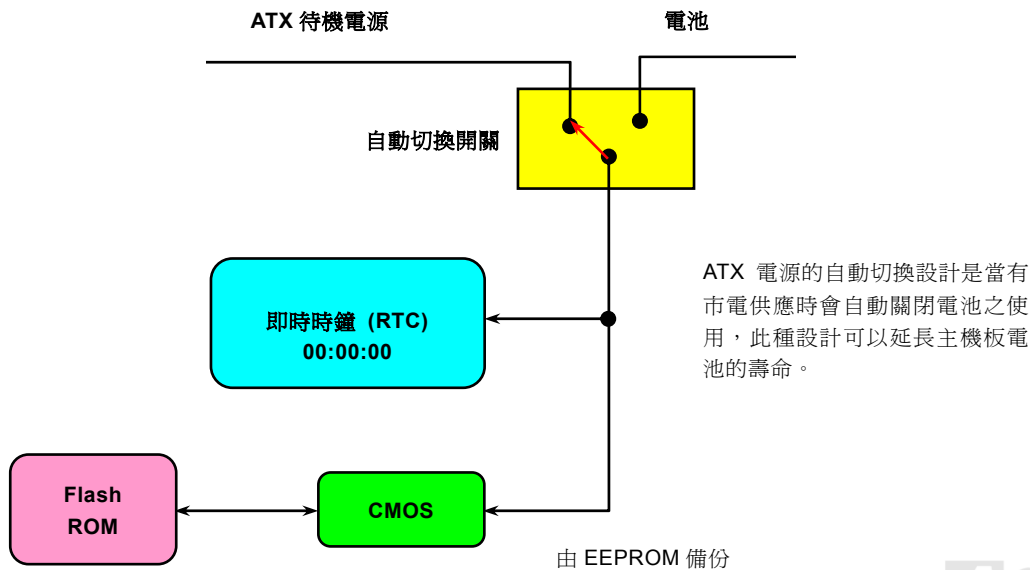 ATX 待機電源
電池
自動切換開關
ATX 電源的自動切換設計是當有
市電供應時會自動關閉電池之使
用，此種設計可以延長主機板電
池的壽命。
即時時鐘 (RTC)
00:00:00
Flash
ROM
CMOS
由 EEPROM 備份